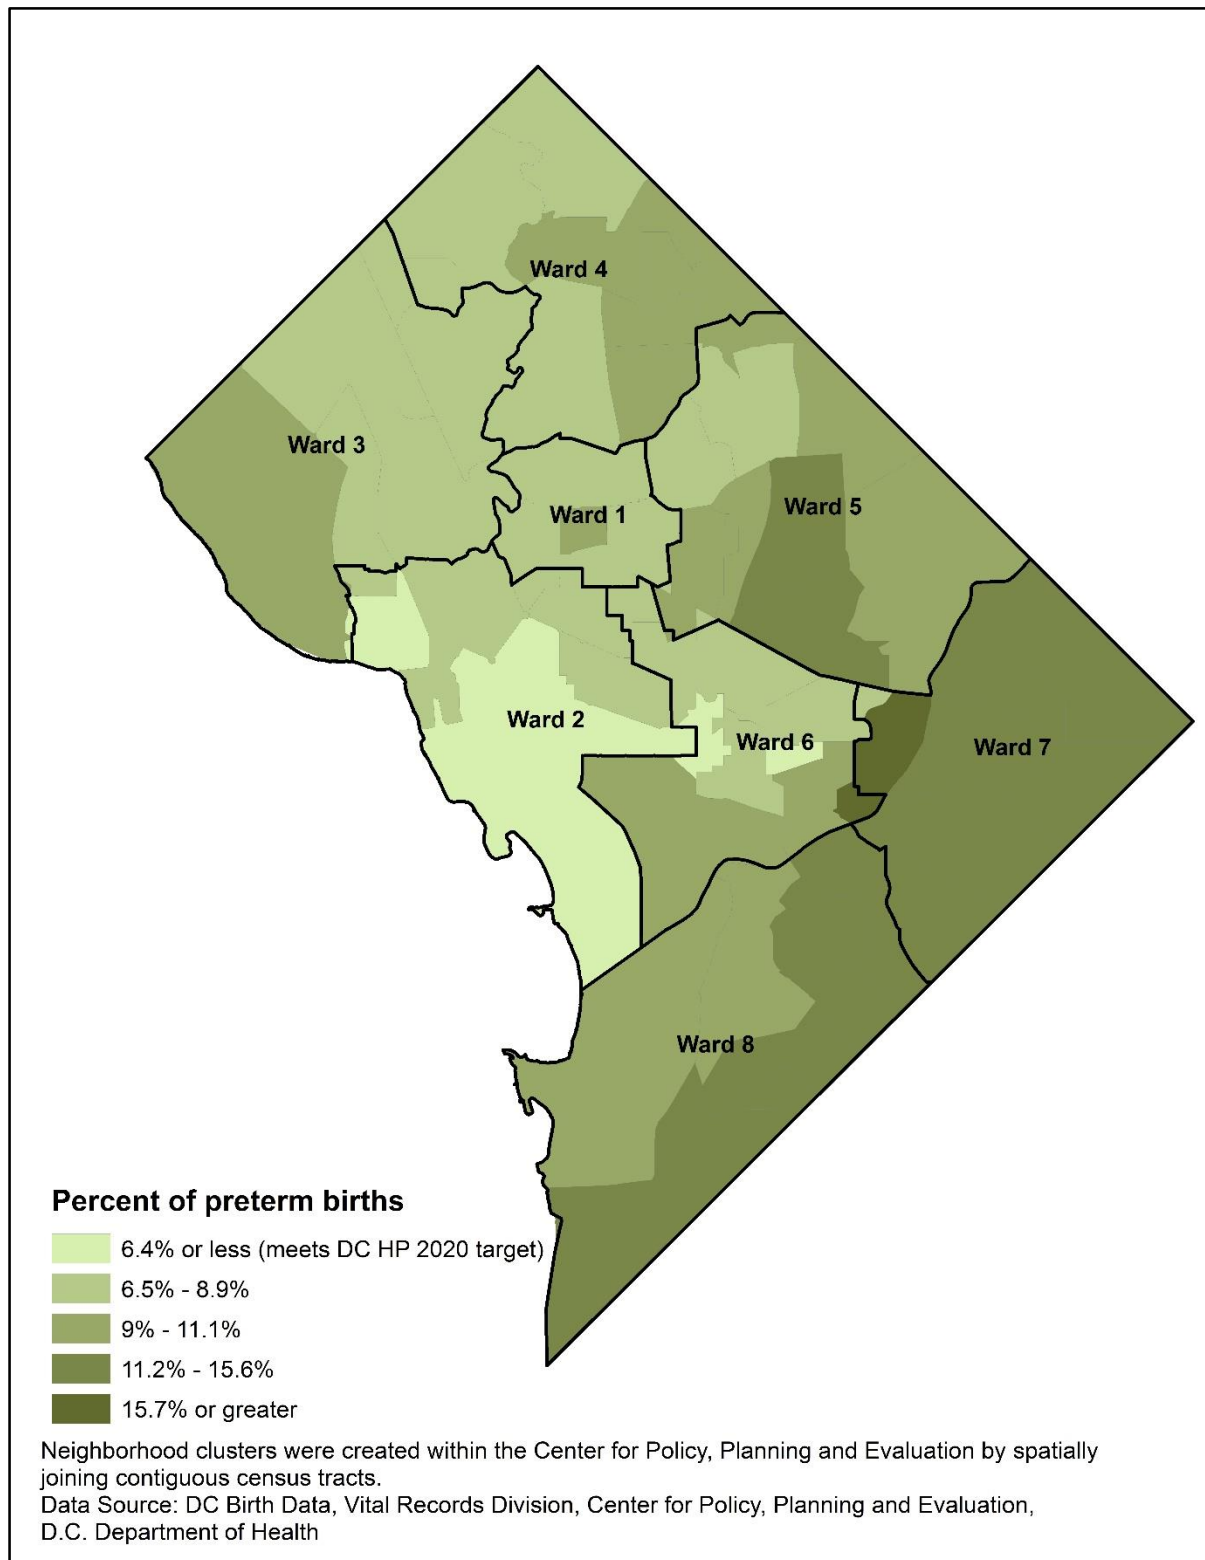 Ward 4
Ward 3
Ward 1
Ward 5
Ward 2
Ward 6
Ward 7
Ward 8
Percent of preterm births
6.4% or less (meets DC HP 2020 target)
6.5% - 8.9%
9% - 11.1%
11.2% - 15.6%
15.7% or greater
Neighborhood clusters were created within the Center for Policy, Planning and Evaluation by spatially
joining contiguous census tracts.
Data Source: DC Birth Data, Vital Records Division, Center for Policy, Planning and Evaluation,
D.C. Department of Health